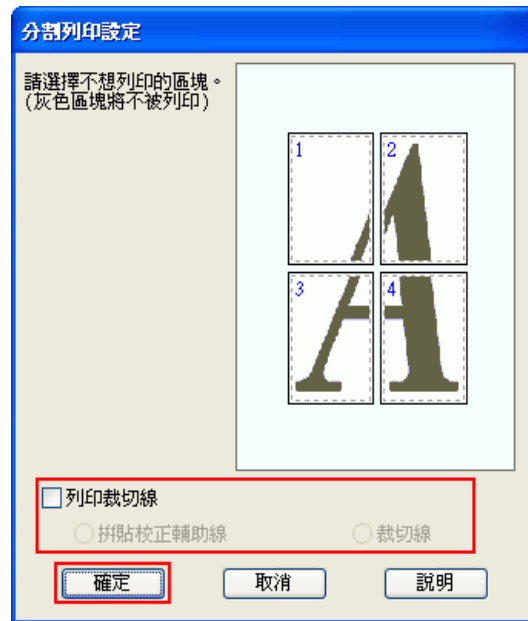 分割列印設定
請選擇不想列印的區塊。
(灰色區塊將不被列印)
1
2
3
4
列印裁切線
拼貼校正輔助線
裁切線
確定
取消
說明